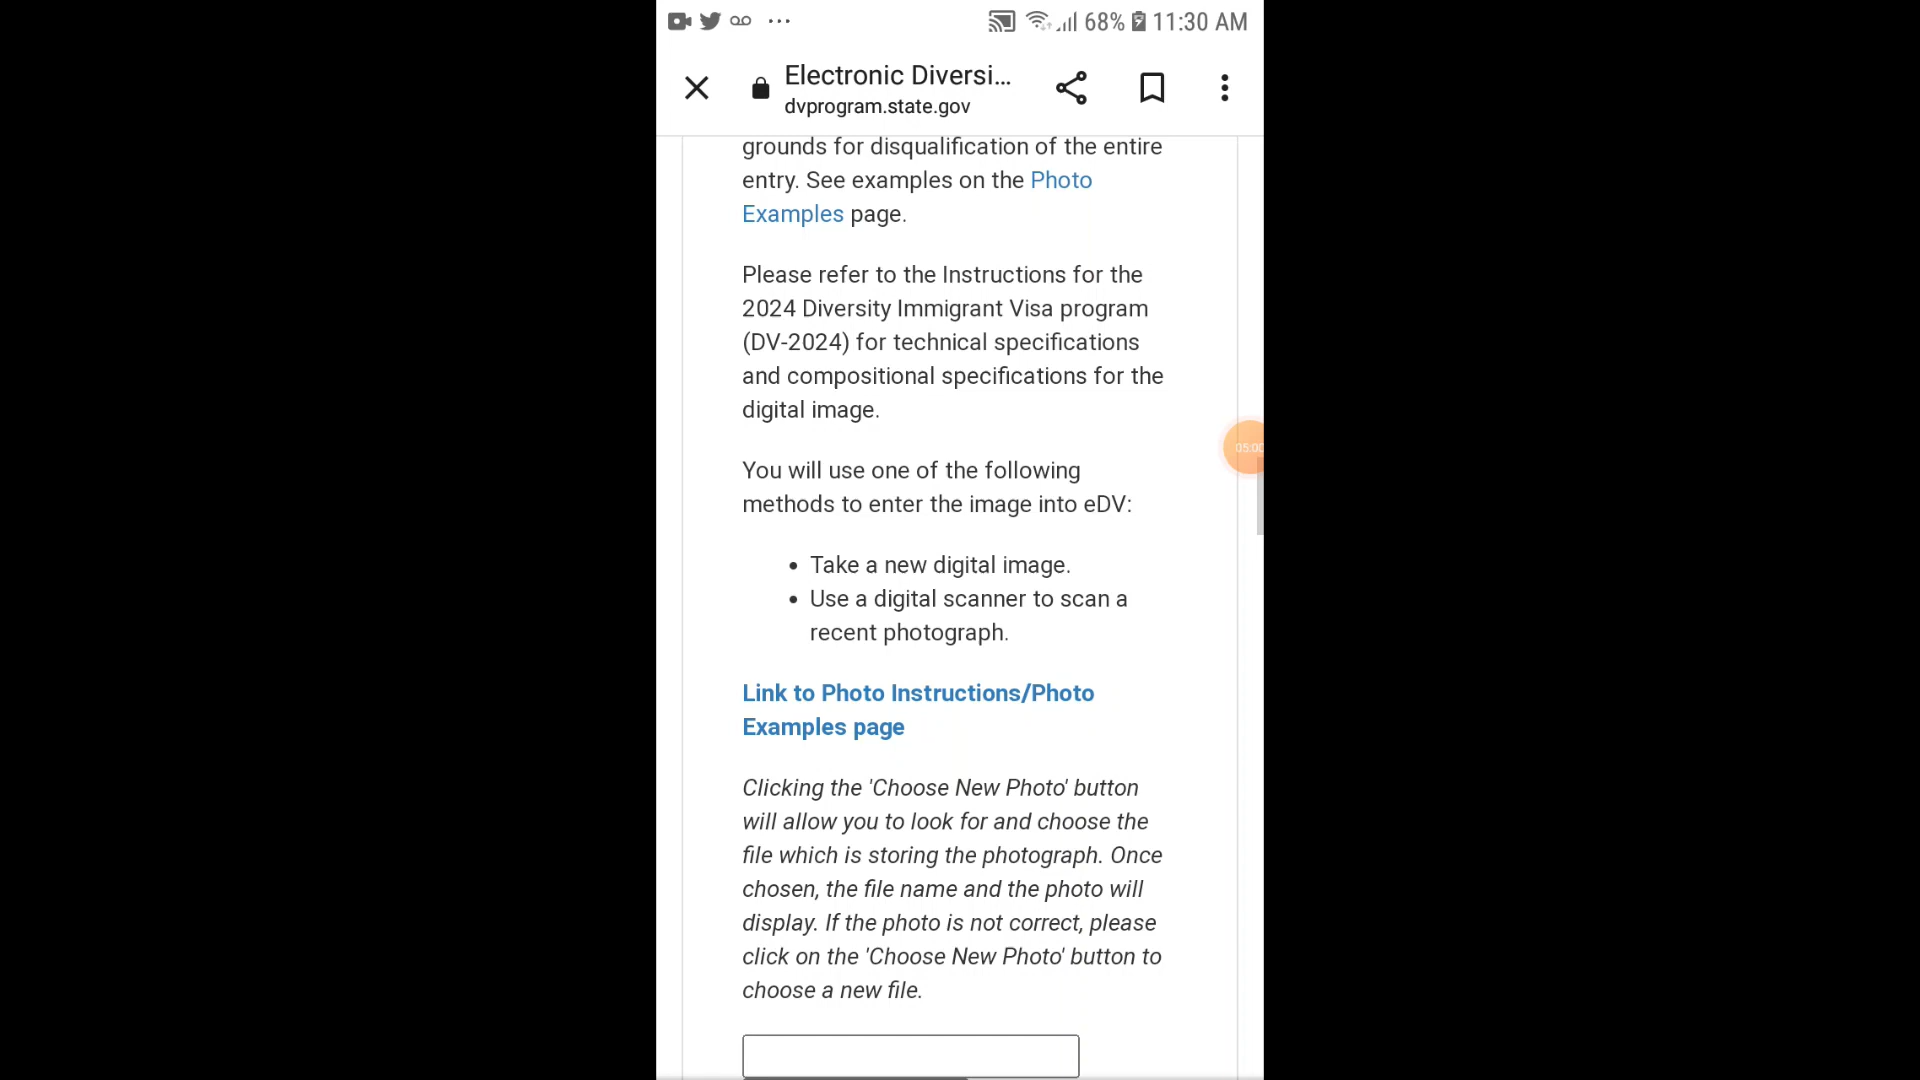 68% 11:30 AM
Electronic Diversi...
dvprogram.state.gov
grounds for disqualification of the entire
entry. See examples on the Photo
Examples page.
Please refer to the Instructions for the
2024 Diversity Immigrant Visa program
(DV-2024) for technical specifications
and compositional specifications for the
digital image.
05:00
You will use one of the following
methods to enter the image into eDV:
• Take a new digital image.
• Use a digital scanner to scan a
recent photograph.
Link to Photo Instructions/Photo
Examples page
Clicking the 'Choose New Photo' button
will allow you to look for and choose the
file which is storing the photograph. Once
chosen, the file name and the photo will
display. If the photo is not correct, please
click on the 'Choose New Photo' button to
choose a new file.